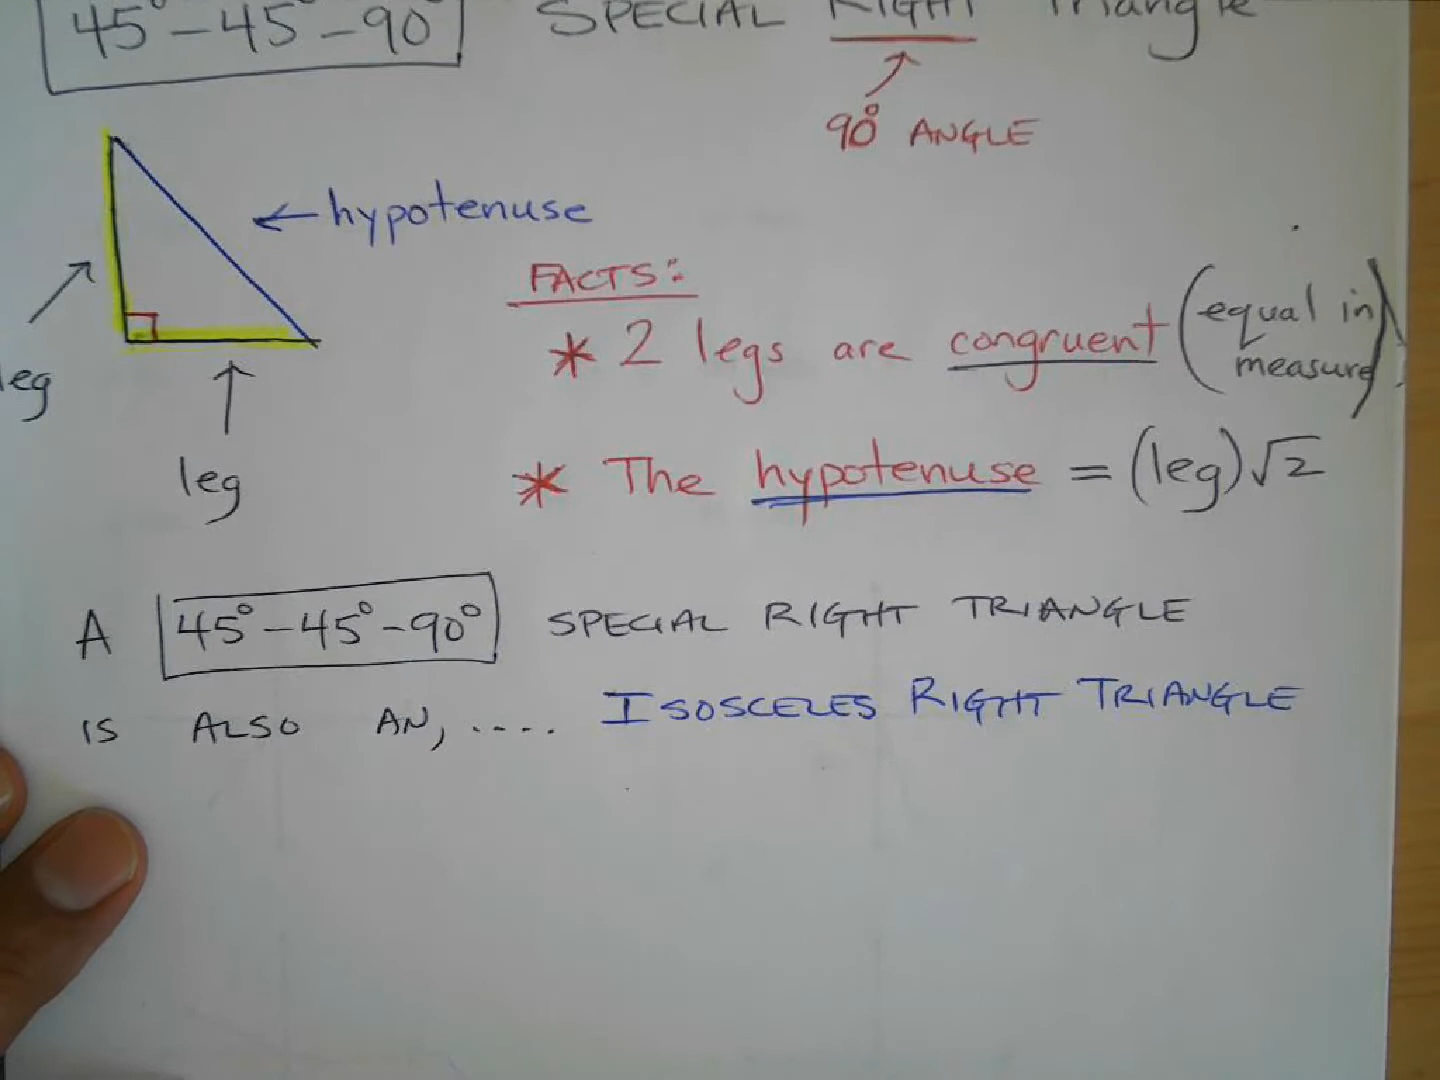 45°-45°-90° SPECIAL RIGHT Triangle
90° ANGLE
← hypotenuse
FACTS:
* 2 legs are congruent (equal in measure)
leg
leg
* The hypotenuse = (leg)√2
A 45°-45°-90° SPECIAL RIGHT TRIANGLE
IS ALSO AN, .... ISOSCELES RIGHT TRIANGLE